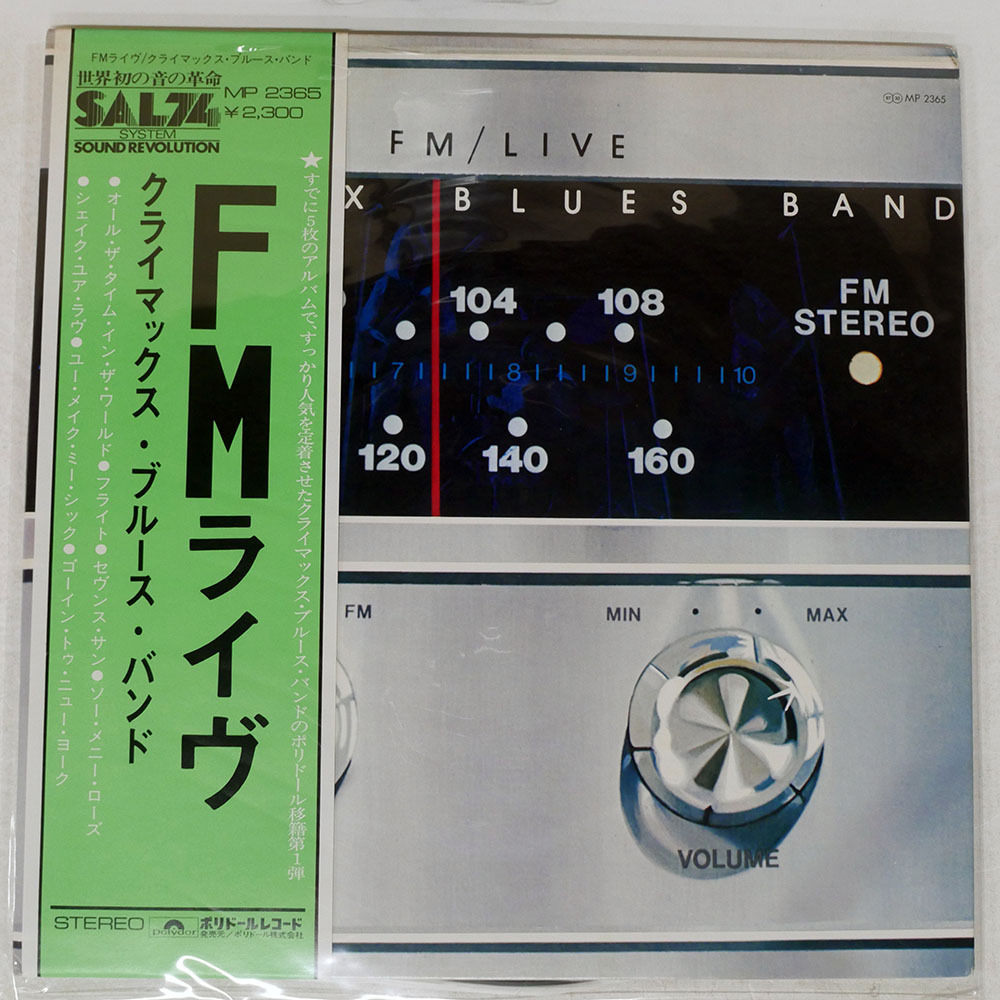 FMライヴ/クライマックス・ブルース・バンド
世界初の音の革命
SAL74
SYSTEM
SOUND REVOLUTION
MP 2365
¥2,300
★すでに5枚のアルバムで、すっかり人気を定着させたクライマックス・ブルース・バンドのポリドール移籍第1弾
FMライヴ
クライマックス・ブルース・バンド
●オール・ザ・タイム・イン・ザ・ワールド●フライト●セヴンス・サン●ソー・メニー・ローズ
●シェイク・ユア・ラヴ●ユー・メイク・ミー・シック●ゴーイン・トゥ・ニュー・ヨーク
STEREO
polydor
ポリドールレコード
発売元/ポリドール株式会社
MP 2365
FM/LIVE
X BLUES BAND
104 108
FM
STEREO
7 8 9 10
120 140 160
FM
MIN MAX
VOLUME